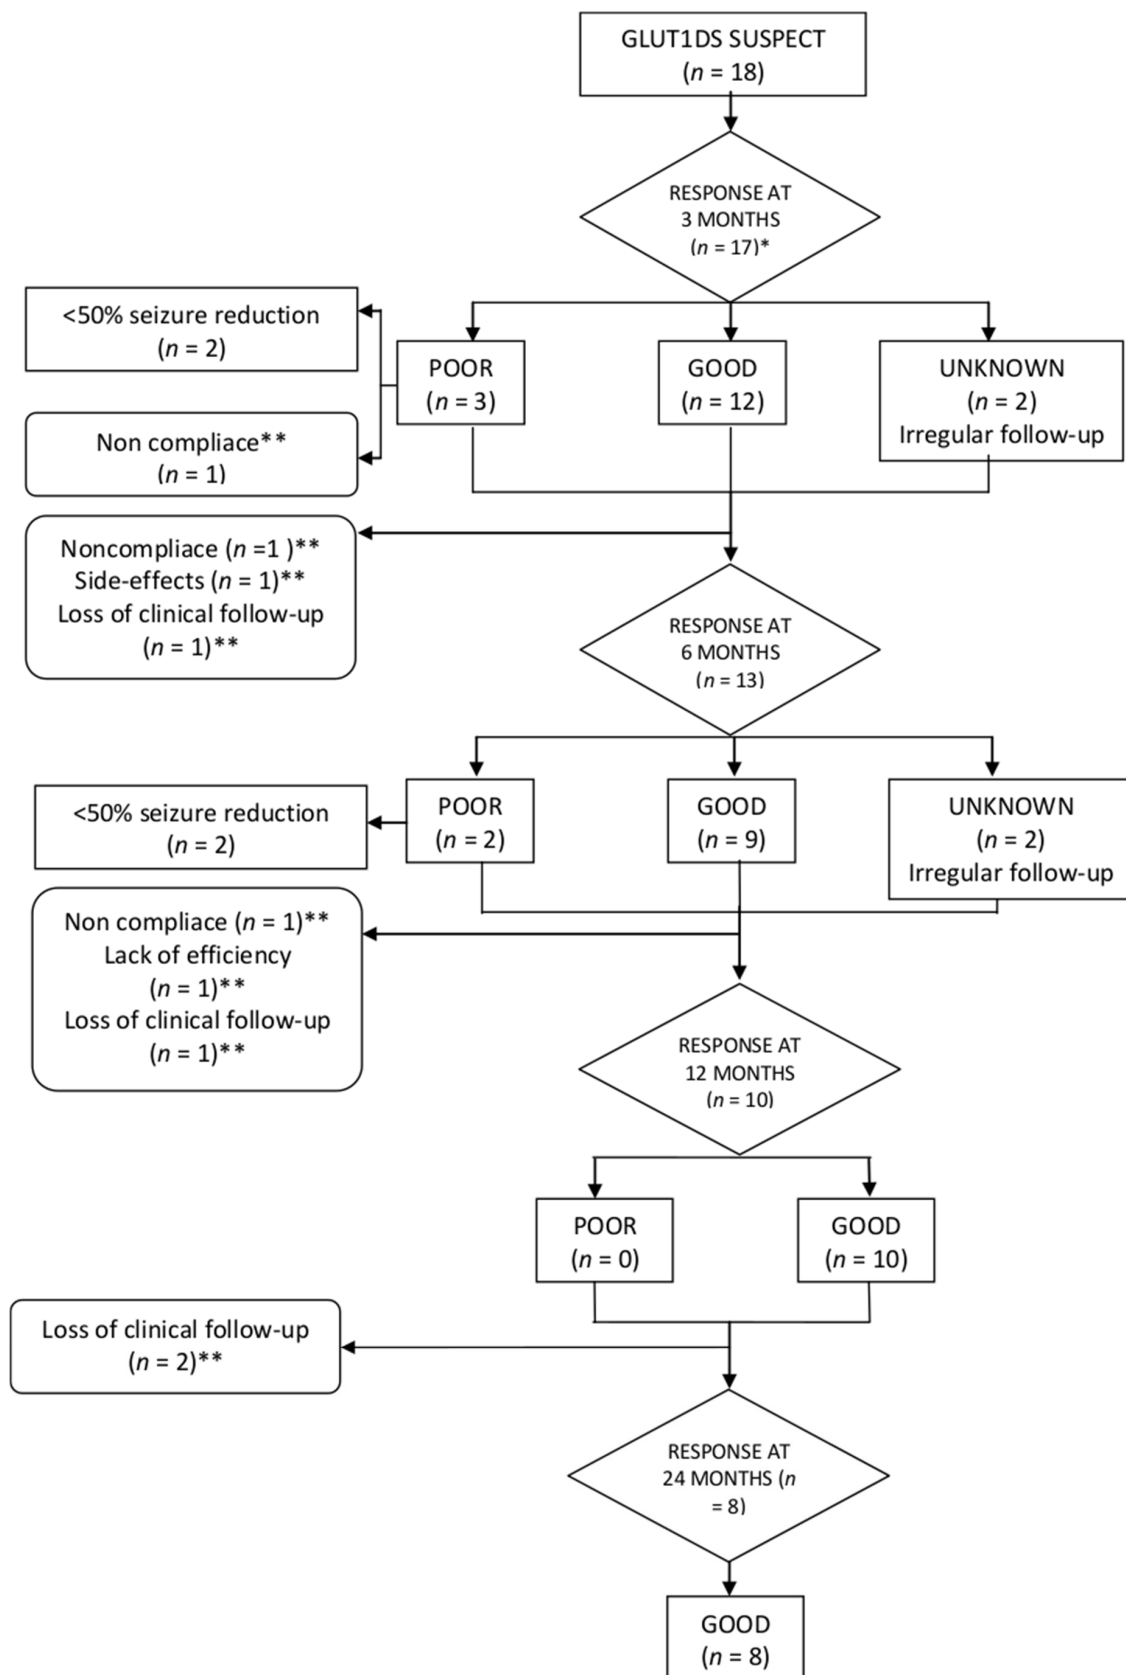 GLUT1DS SUSPECT
(n = 18)
RESPONSE AT
3 MONTHS
(n = 17)*
<50% seizure reduction
(n = 2)
POOR
(n = 3)
GOOD
(n = 12)
UNKNOWN
(n = 2)
Irregular follow-up
Non compliace**
(n = 1)
Noncompliace (n =1 )**
Side-effects (n = 1)**
Loss of clinical follow-up
(n = 1)**
RESPONSE AT
6 MONTHS
(n = 13)
<50% seizure reduction
(n = 2)
POOR
(n = 2)
GOOD
(n = 9)
UNKNOWN
(n = 2)
Irregular follow-up
Non compliace (n = 1)**
Lack of efficiency
(n = 1)**
Loss of clinical follow-up
(n = 1)**
RESPONSE AT
12 MONTHS
(n = 10)
POOR
(n = 0)
GOOD
(n = 10)
Loss of clinical follow-up
(n = 2)**
RESPONSE AT
24 MONTHS (n
= 8)
GOOD
(n = 8)